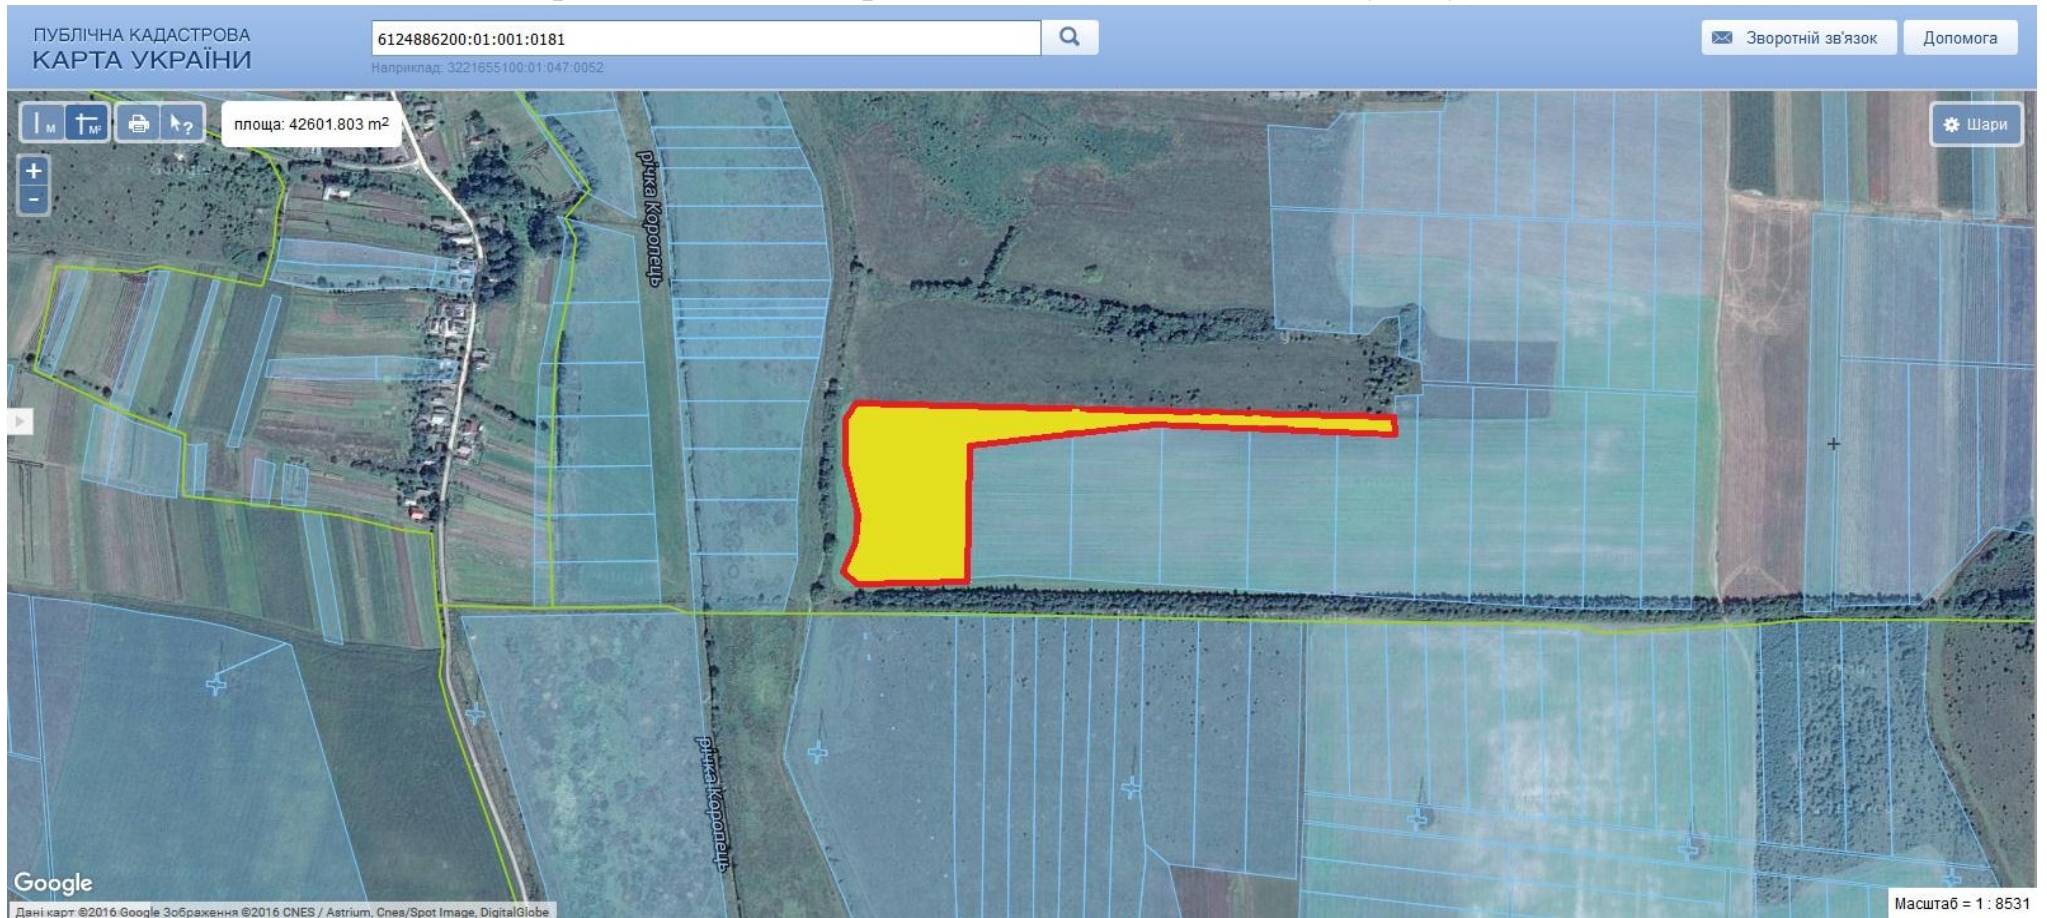 ПУБЛІЧНА КАДАСТРОВА
КАРТА УКРАЇНИ
6124886200:01:001:0181
Наприклад: 3221655100:01:047:0052
Зворотній зв'язок
Допомога
М
М²
?
площа: 42601.803 m²
Шари
+
-
річка Коропець
річка Коропець
Google
Дані карт ©2016 Google Зображення ©2016 CNES / Astrium, Cnes/Spot Image, DigitalGlobe
Масштаб = 1 : 8531